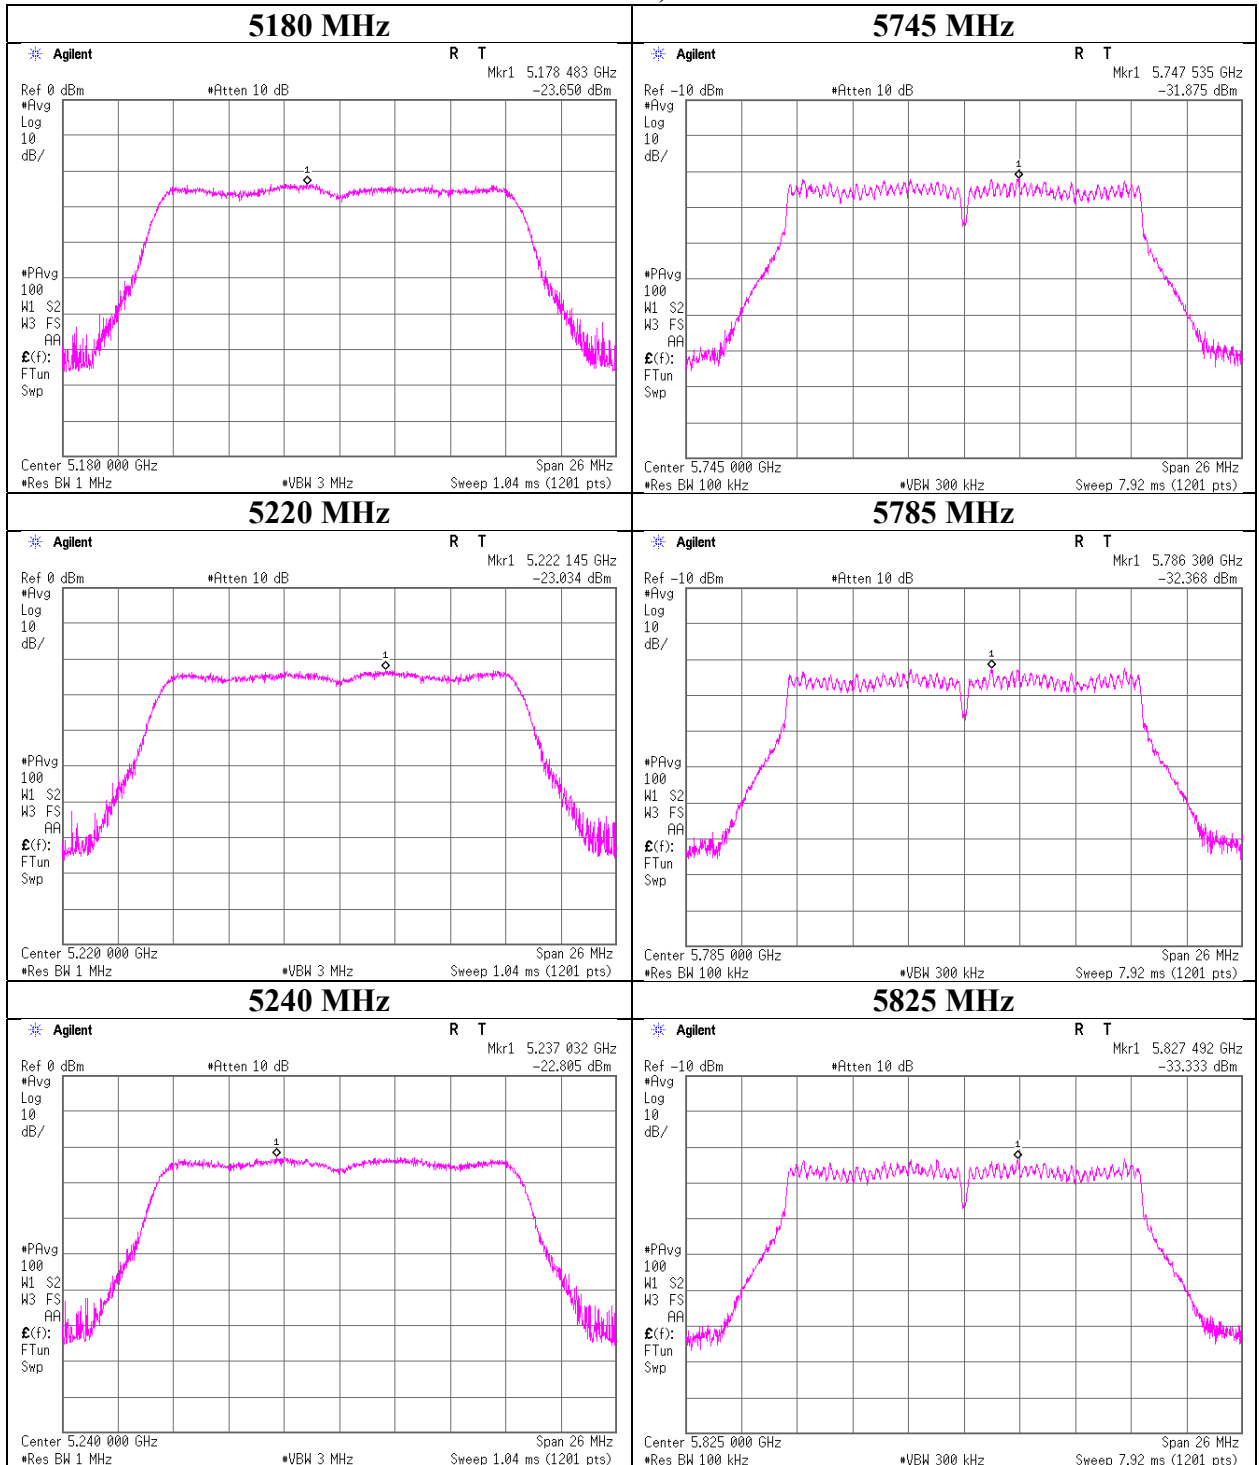 5180 MHz
Agilent R T
Mkr1 5.178 483 GHz
Ref 0 dBm #Atten 10 dB -23.650 dBm
#Avg
Log
10
dB/
1
#PAvg
100
W1 S2
W3 FS
AA
£(f):
FTun
Swp
Center 5.180 000 GHz Span 26 MHz
#Res BW 1 MHz #VBW 3 MHz Sweep 1.04 ms (1201 pts)
5745 MHz
Agilent R T
Mkr1 5.747 535 GHz
Ref -10 dBm #Atten 10 dB -31.875 dBm
#Avg
Log
10
dB/
1
#PAvg
100
W1 S2
W3 FS
AA
£(f):
FTun
Swp
Center 5.745 000 GHz Span 26 MHz
#Res BW 100 kHz #VBW 300 kHz Sweep 7.92 ms (1201 pts)
5220 MHz
Agilent R T
Mkr1 5.222 145 GHz
Ref 0 dBm #Atten 10 dB -23.034 dBm
#Avg
Log
10
dB/
1
#PAvg
100
W1 S2
W3 FS
AA
£(f):
FTun
Swp
Center 5.220 000 GHz Span 26 MHz
#Res BW 1 MHz #VBW 3 MHz Sweep 1.04 ms (1201 pts)
5785 MHz
Agilent R T
Mkr1 5.786 300 GHz
Ref -10 dBm #Atten 10 dB -32.368 dBm
#Avg
Log
10
dB/
1
#PAvg
100
W1 S2
W3 FS
AA
£(f):
FTun
Swp
Center 5.785 000 GHz Span 26 MHz
#Res BW 100 kHz #VBW 300 kHz Sweep 7.92 ms (1201 pts)
5240 MHz
Agilent R T
Mkr1 5.237 032 GHz
Ref 0 dBm #Atten 10 dB -22.805 dBm
#Avg
Log
10
dB/
1
#PAvg
100
W1 S2
W3 FS
AA
£(f):
FTun
Swp
Center 5.240 000 GHz Span 26 MHz
#Res BW 1 MHz #VBW 3 MHz Sweep 1.04 ms (1201 pts)
5825 MHz
Agilent R T
Mkr1 5.827 492 GHz
Ref -10 dBm #Atten 10 dB -33.333 dBm
#Avg
Log
10
dB/
1
#PAvg
100
W1 S2
W3 FS
AA
£(f):
FTun
Swp
Center 5.825 000 GHz Span 26 MHz
#Res BW 100 kHz #VBW 300 kHz Sweep 7.92 ms (1201 pts)